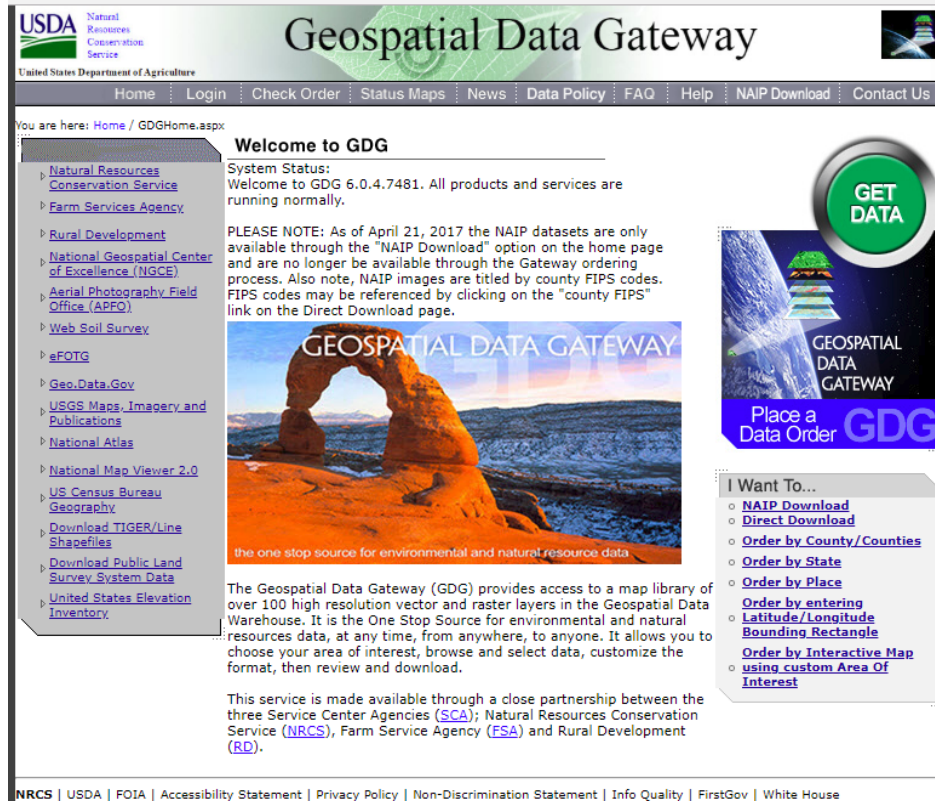 USDA
Natural
Resources
Conservation
Service
United States Department of Agriculture
Geospatial Data Gateway
Home Login Check Order Status Maps News Data Policy FAQ Help NAIP Download Contact Us
You are here: Home / GDGHome.aspx
Natural Resources
Conservation Service
Farm Services Agency
Rural Development
National Geospatial Center
of Excellence (NGCE)
Aerial Photography Field
Office (APFO)
Web Soil Survey
eFOTG
Geo.Data.Gov
USGS Maps, Imagery and
Publications
National Atlas
National Map Viewer 2.0
US Census Bureau
Geography
Download TIGER/Line
Shapefiles
Download Public Land
Survey System Data
United States Elevation
Inventory
Welcome to GDG
System Status:
Welcome to GDG 6.0.4.7481. All products and services are
running normally.
PLEASE NOTE: As of April 21, 2017 the NAIP datasets are only
available through the "NAIP Download" option on the home page
and are no longer be available through the Gateway ordering
process. Also note, NAIP images are titled by county FIPS codes.
FIPS codes may be referenced by clicking on the "county FIPS"
link on the Direct Download page.
GEOSPATIAL DATA GATEWAY
GDG
the one stop source for environmental and natural resource data
The Geospatial Data Gateway (GDG) provides access to a map library of
over 100 high resolution vector and raster layers in the Geospatial Data
Warehouse. It is the One Stop Source for environmental and natural
resources data, at any time, from anywhere, to anyone. It allows you to
choose your area of interest, browse and select data, customize the
format, then review and download.
This service is made available through a close partnership between the
three Service Center Agencies (SCA); Natural Resources Conservation
Service (NRCS), Farm Service Agency (FSA) and Rural Development
(RD).
GET
DATA
GEOSPATIAL
DATA
GATEWAY
Place a
Data Order
GDG
I Want To...
NAIP Download
Direct Download
Order by County/Counties
Order by State
Order by Place
Order by entering
Latitude/Longitude
Bounding Rectangle
Order by Interactive Map
using custom Area Of
Interest
NRCS | USDA | FOIA | Accessibility Statement | Privacy Policy | Non-Discrimination Statement | Info Quality | FirstGov | White House